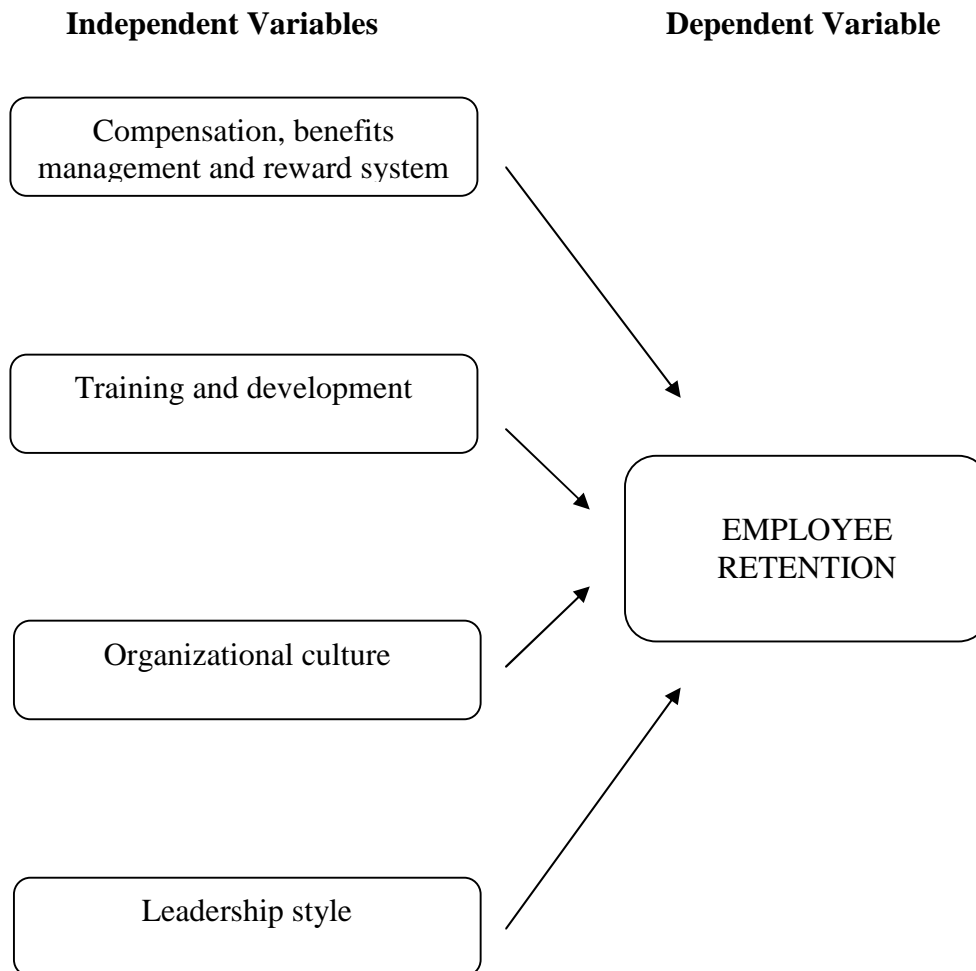 Independent Variables
Dependent Variable
Compensation, benefits
management and reward system
Training and development
EMPLOYEE
RETENTION
Organizational culture
Leadership style